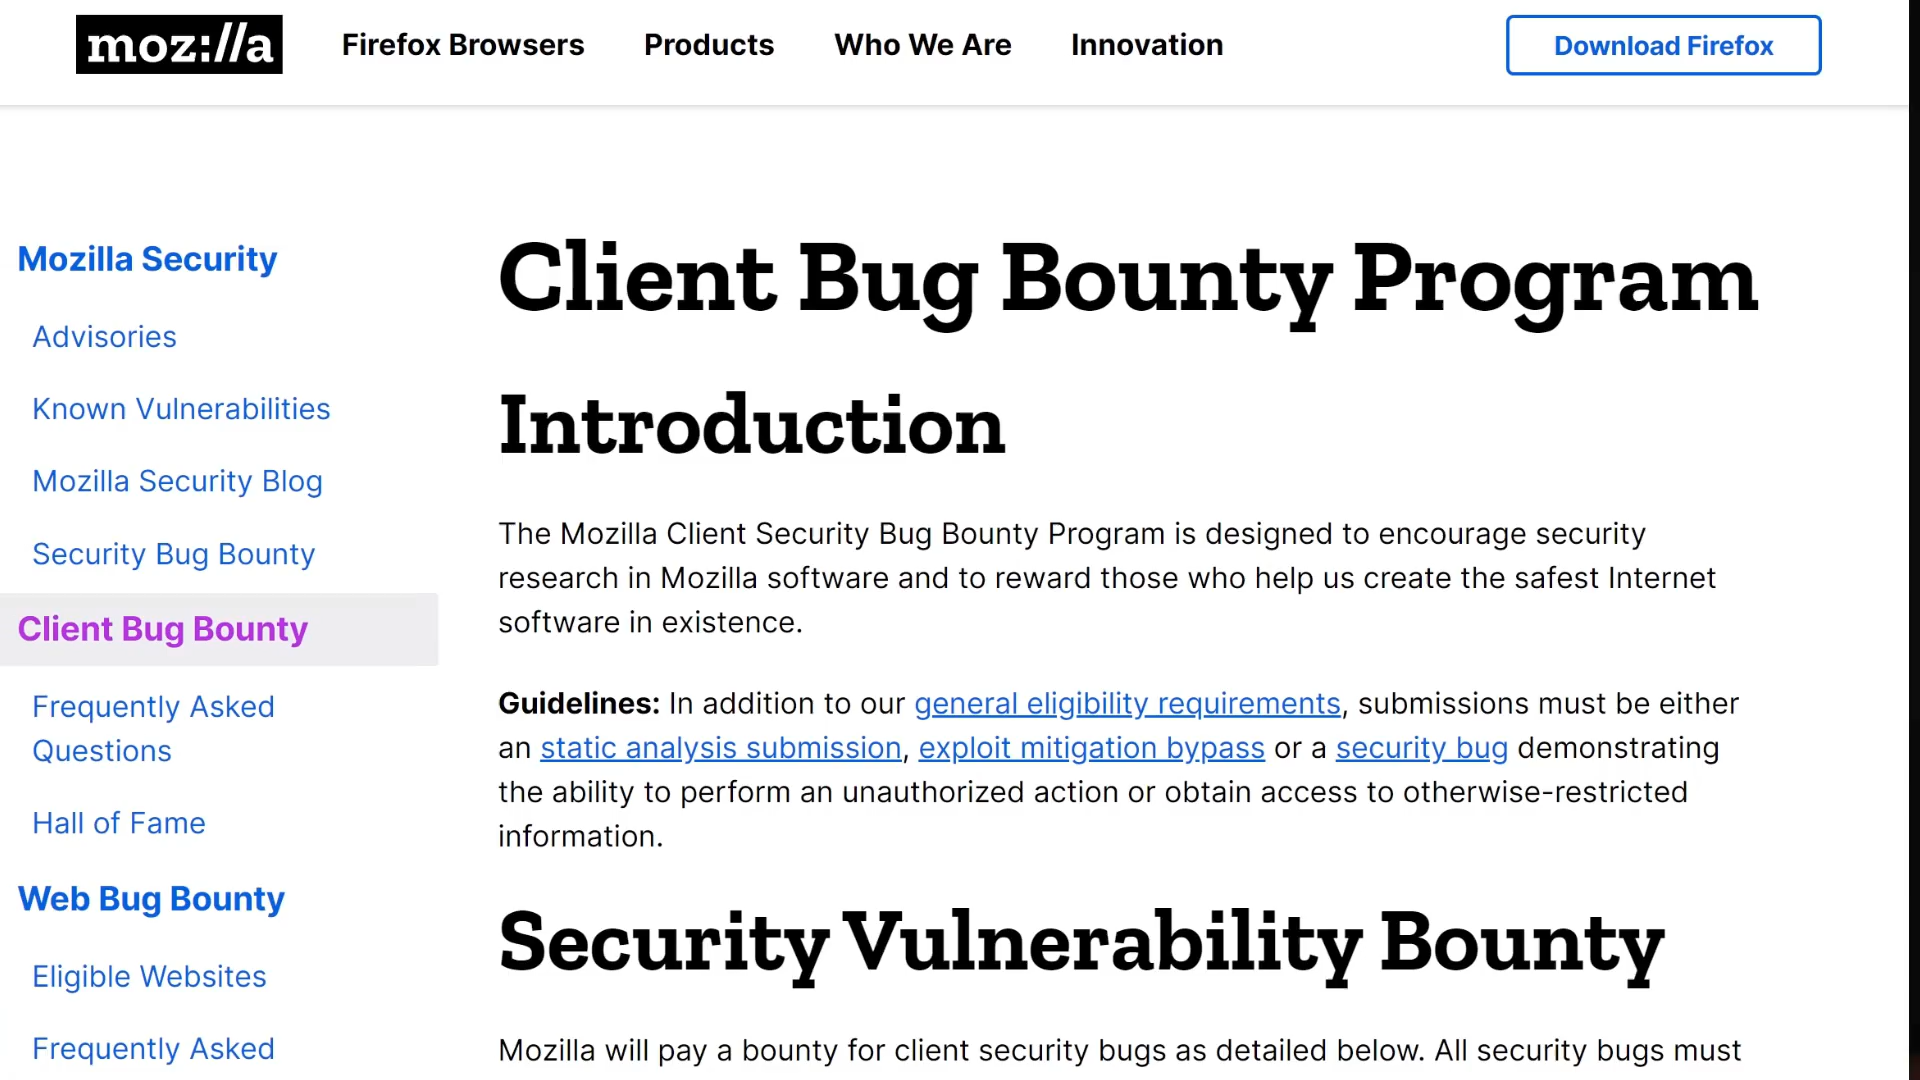 moz://a
Firefox Browsers
Products
Who We Are
Innovation
Download Firefox
Mozilla Security
Advisories
Known Vulnerabilities
Mozilla Security Blog
Security Bug Bounty
Client Bug Bounty
Frequently Asked
Questions
Hall of Fame
Web Bug Bounty
Eligible Websites
Frequently Asked
Client Bug Bounty Program
Introduction
The Mozilla Client Security Bug Bounty Program is designed to encourage security
research in Mozilla software and to reward those who help us create the safest Internet
software in existence.
Guidelines: In addition to our general eligibility requirements, submissions must be either
an static analysis submission, exploit mitigation bypass or a security bug demonstrating
the ability to perform an unauthorized action or obtain access to otherwise-restricted
information.
Security Vulnerability Bounty
Mozilla will pay a bounty for client security bugs as detailed below. All security bugs must